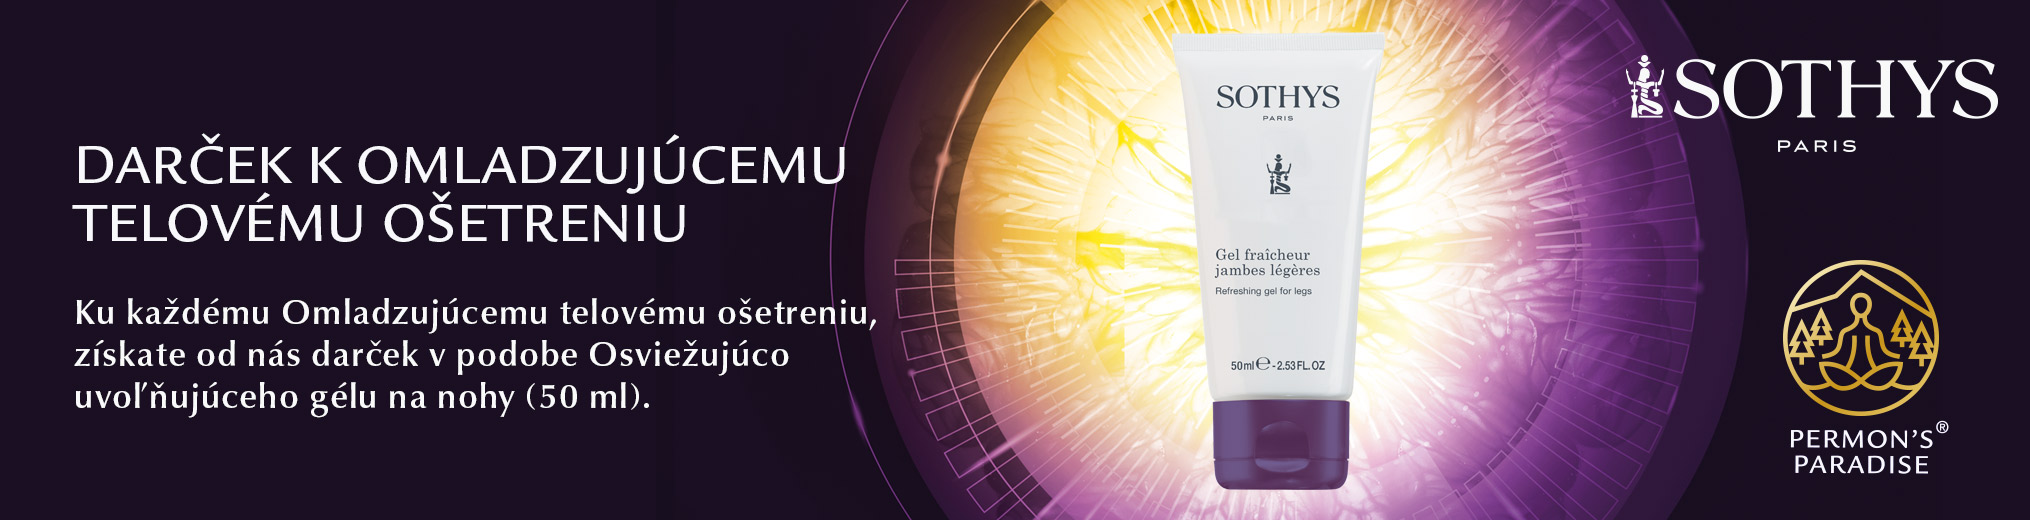 DARČEK K OMLADZUJÚCEMU
TELOVÉMU OŠETRENIU
Ku každému Omladzujúcemu telovému ošetreniu,
získate od nás darček v podobe Osviežujúco
uvoľňujúceho gélu na nohy (50 ml).
SOTHYS
PARIS
Gel fraîcheur
jambes légères
Refreshing gel for legs
50ml ℮ - 2.53FL.OZ
SOTHYS
PARIS
PERMON'S®
PARADISE